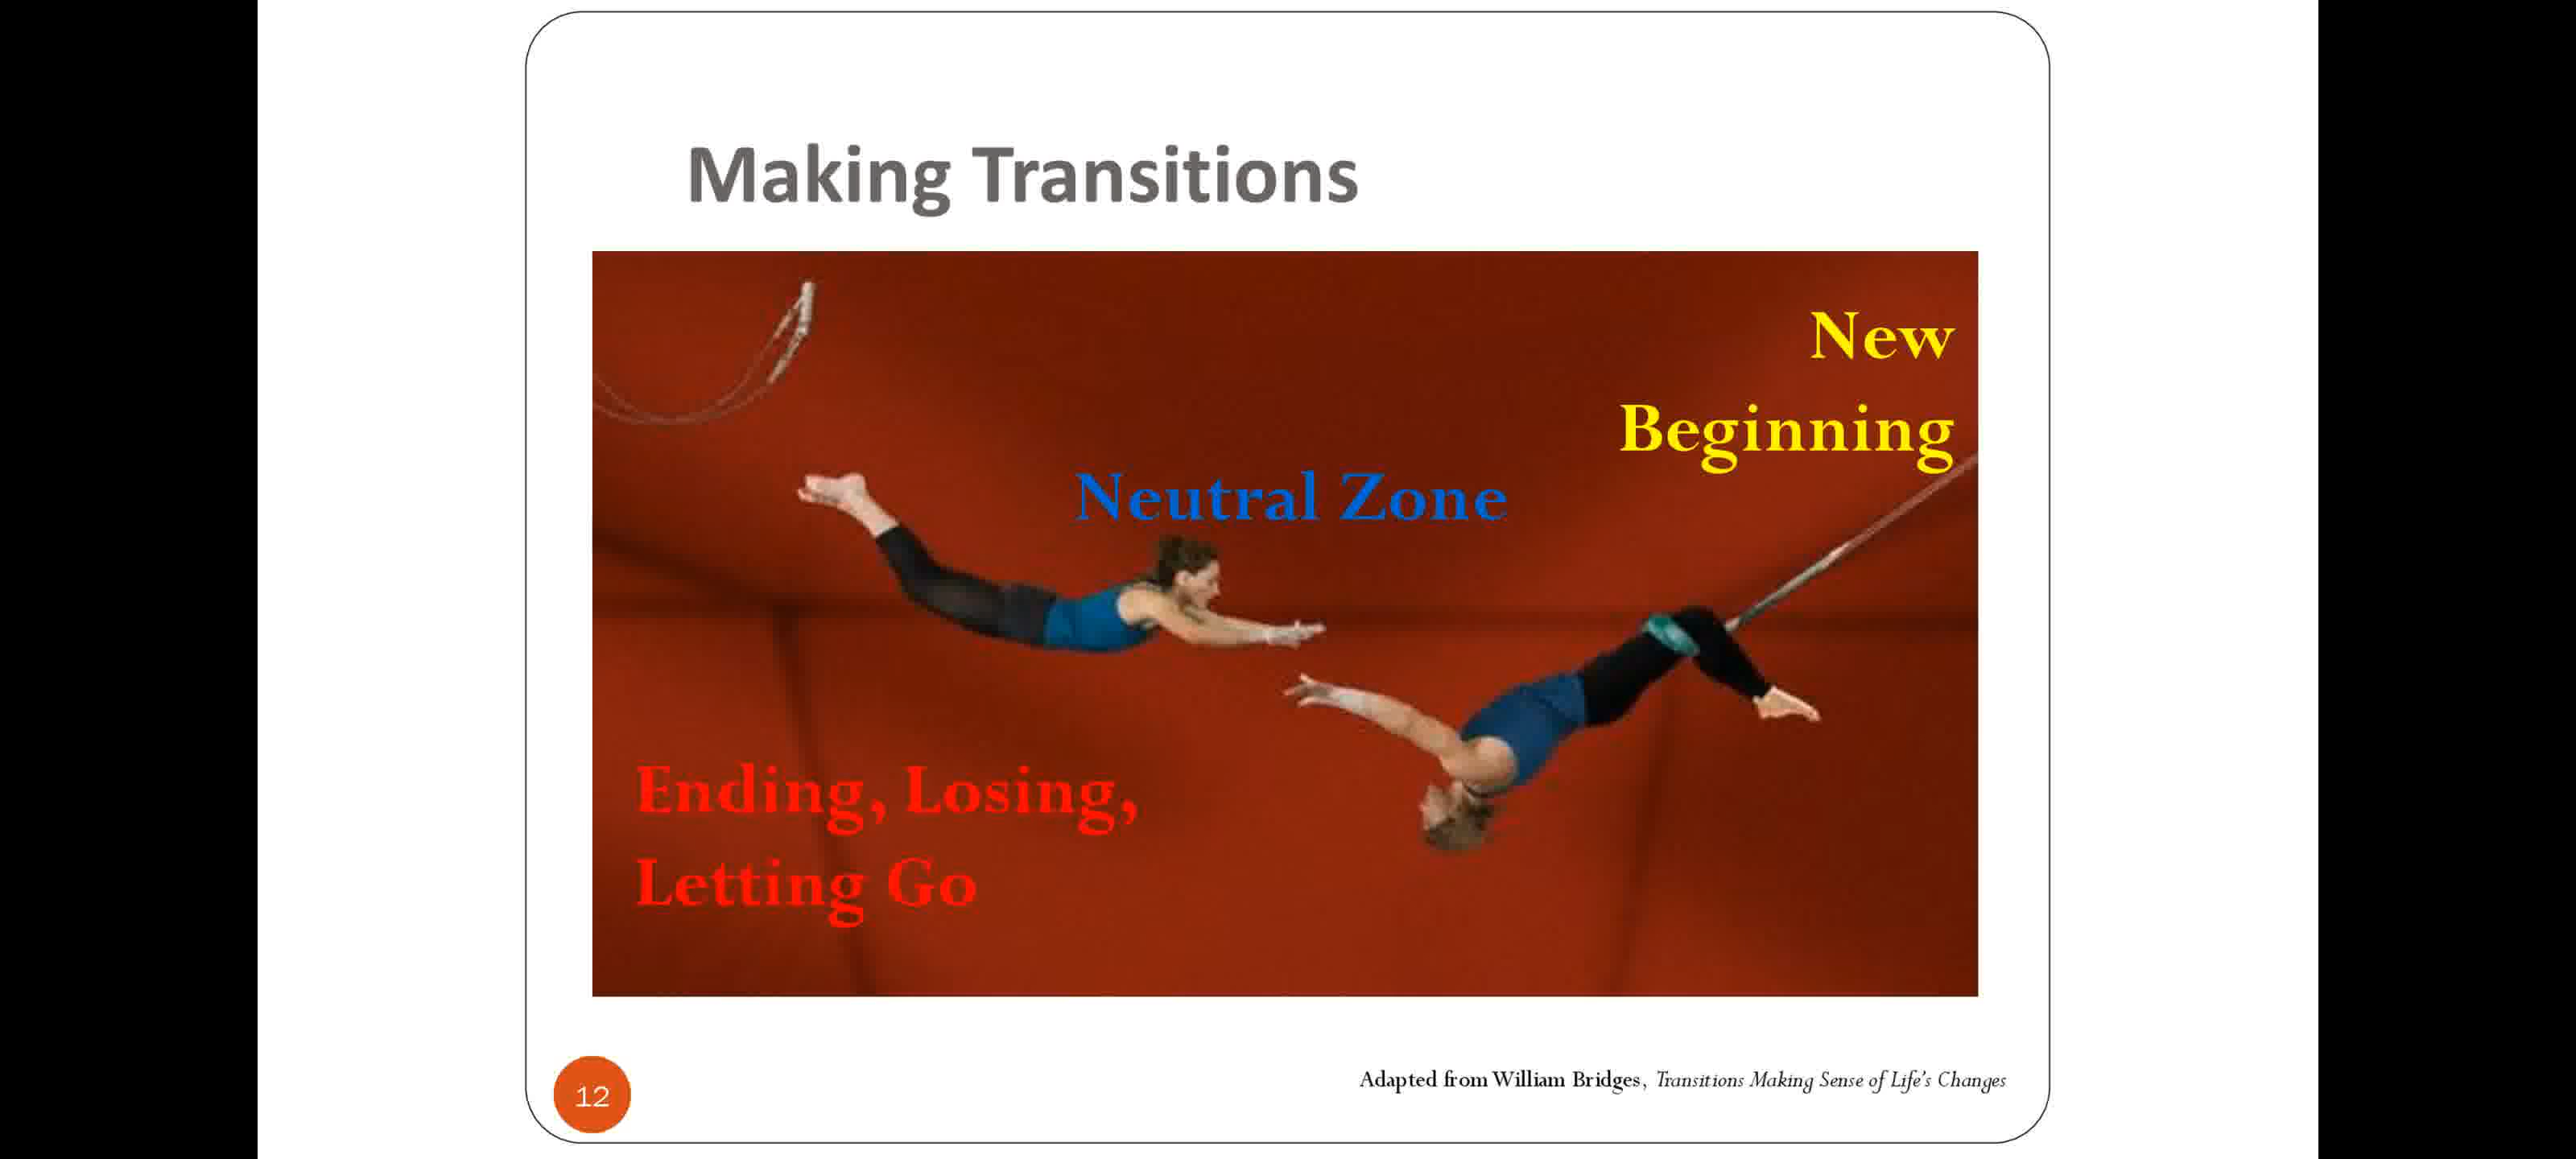 Making Transitions
New
Beginning
Neutral Zone
Ending, Losing,
Letting Go
12
Adapted from William Bridges, Transitions Making Sense of Life's Changes